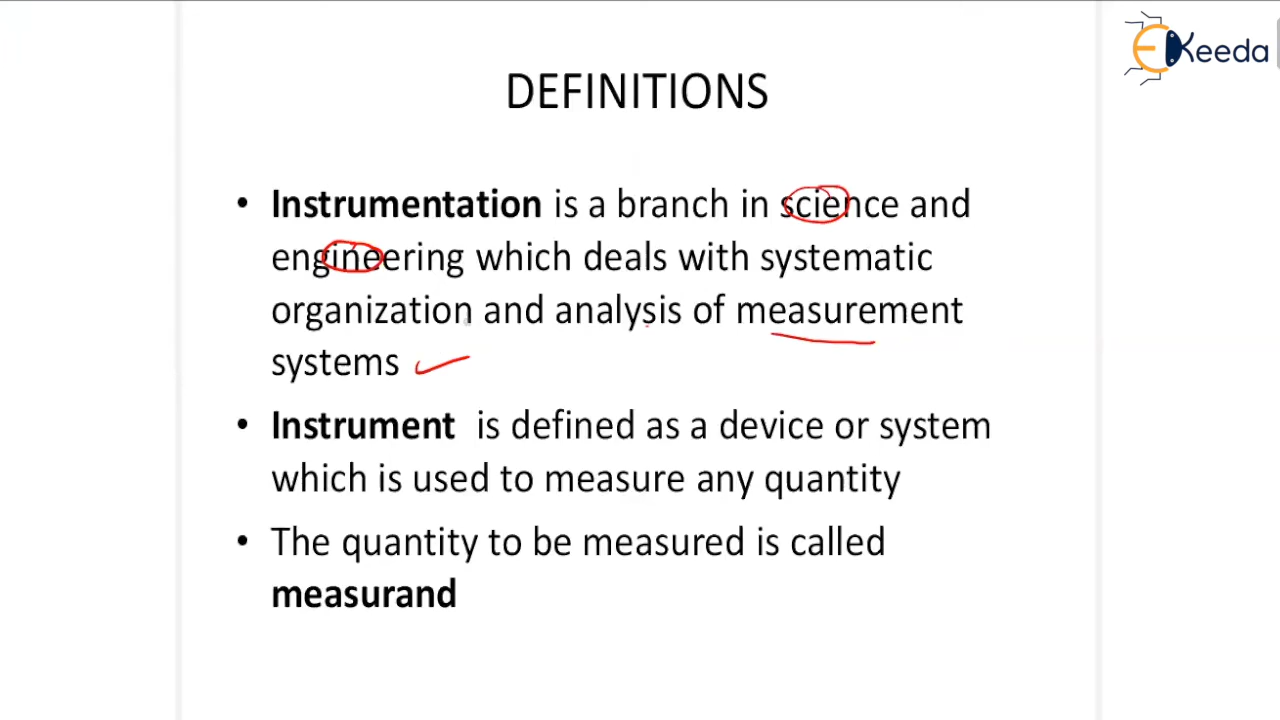 EKeeda
DEFINITIONS
• Instrumentation is a branch in science and
engineering which deals with systematic
organization and analysis of measurement
systems
• Instrument is defined as a device or system
which is used to measure any quantity
• The quantity to be measured is called
measurand